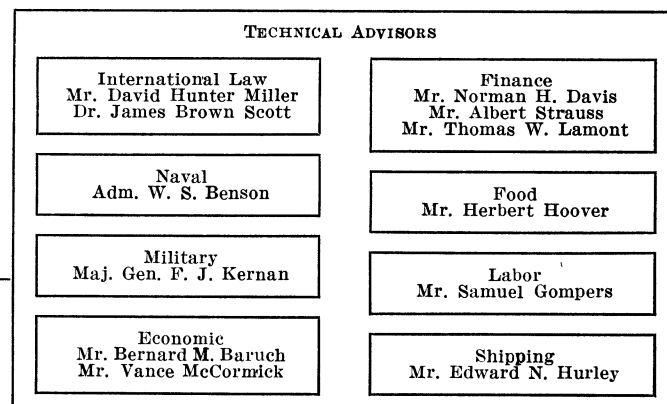 TECHNICAL ADVISORS
International Law
Mr. David Hunter Miller
Dr. James Brown Scott
Naval
Adm. W. S. Benson
Military
Maj. Gen. F. J. Kernan
Economic
Mr. Bernard M. Baruch
Mr. Vance McCormick
Finance
Mr. Norman H. Davis
Mr. Albert Strauss
Mr. Thomas W. Lamont
Food
Mr. Herbert Hoover
Labor
Mr. Samuel Gompers
Shipping
Mr. Edward N. Hurley